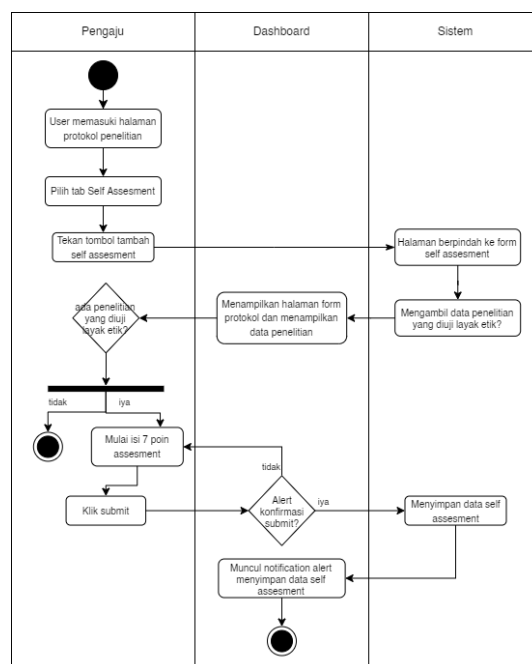 Pengaju
Dashboard
Sistem
User memasuki halaman
protokol penelitian
Pilih tab Self Assesment
Tekan tombol tambah
self assesment
Halaman berpindah ke form
self assesment
Mengambil data penelitian
yang diuji layak etik?
Menampilkan halaman form
protokol dan menampilkan
data penelitian
ada penelitian
yang diuji layak
etik?
tidak
iya
Mulai isi 7 poin
assesment
Klik submit
tidak
Alert
konfirmasi
submit?
iya
Menyimpan data self
assesment
Muncul notification alert
menyimpan data self
assesment